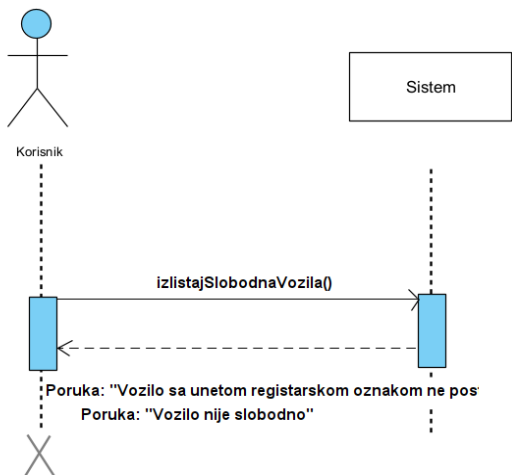 Sistem
Korisnik
izlistajSlobodnaVozila()
Poruka: "Vozilo sa unetom registarskom oznakom ne pos
Poruka: "Vozilo nije slobodno"